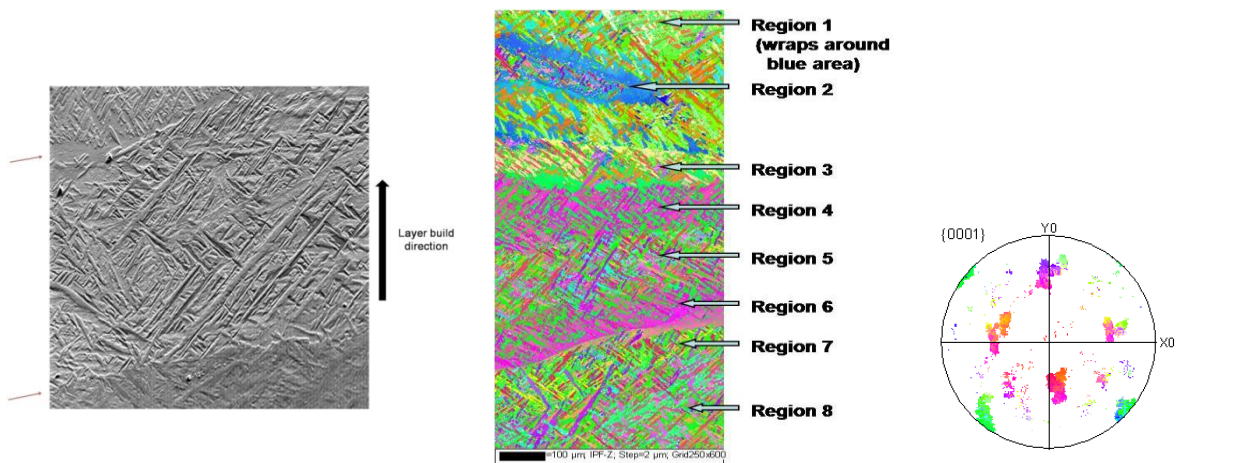 Layer build
direction
Region 1
(wraps around
blue area)
Region 2
Region 3
Region 4
Region 5
Region 6
Region 7
Region 8
=100 µm; IPF-Z; Step=2 µm; Grid250x600
{0001}
Y0
X0